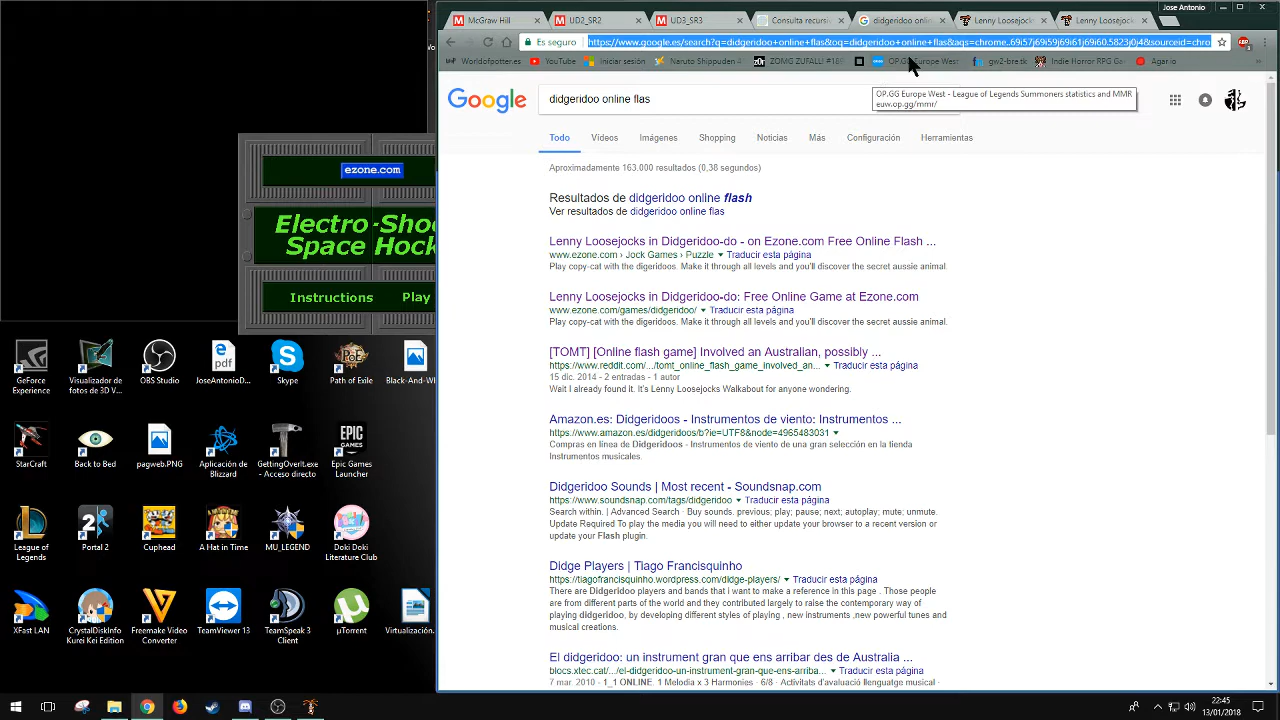 McGraw Hill
UD2_SR2
UD3_SR3
Consulta recursi
didgeridoo onlin
Lenny Loosejock
Lenny Loosejock
Jose Antonio
Es seguro
https://www.google.es/search?q=didgeridoo+online+flas&oq=didgeridoo+online+flas&aqs=chrome..69i57j69i59j69i61j69i60.5823j0j4&sourceid=chro
Worldofpotter.es
YouTube
Iniciar sesión
Naruto Shippuden
ZOMG ZUFALL! #189
OP.GG Europe West
gw2-bre.tk
Indie Horror RPG Ga
Agar.io
Google
didgeridoo online flas
OP.GG Europe West - League of Legends Summoners statistics and MMR
euw.op.gg/mmr/
Todo
Vídeos
Imágenes
Shopping
Noticias
Más
Configuración
Herramientas
Aproximadamente 163.000 resultados (0,38 segundos)
Resultados de didgeridoo online flash
Ver resultados de didgeridoo online flas
Lenny Loosejocks in Didgeridoo-do - on Ezone.com Free Online Flash ...
www.ezone.com › Jock Games › Puzzle Traducir esta página
Play copy-cat with the digeridoos. Make it through all levels and you'll discover the secret aussie animal.
Lenny Loosejocks in Didgeridoo-do: Free Online Game at Ezone.com
www.ezone.com/games/didgeridoo/ Traducir esta página
Play copy-cat with the digeridoos. Make it through all levels and you'll discover the secret aussie animal.
[TOMT] [Online flash game] Involved an Australian, possibly ...
https://www.reddit.com/.../tomt_online_flash_game_involved_an... Traducir esta página
15 dic. 2014 - 2 entradas - 1 autor
Wait I already found it. It's Lenny Loosejocks Walkabout for anyone wondering.
Amazon.es: Didgeridoos - Instrumentos de viento: Instrumentos ...
https://www.amazon.es/didgeridoos/b?ie=UTF8&node=4965483031
Compras en línea de Didgeridoos - Instrumentos de viento de una gran selección en la tienda
Instrumentos musicales.
Didgeridoo Sounds | Most recent - Soundsnap.com
https://www.soundsnap.com/tags/didgeridoo Traducir esta página
Search within. | Advanced Search · Buy sounds. previous; play; pause; next; autoplay; mute; unmute.
Update Required To play the media you will need to either update your browser to a recent version or
update your Flash plugin.
Didge Players | Tiago Francisquinho
https://tiagofrancisquinho.wordpress.com/didge-players/ Traducir esta página
There are Didgeridoo players and bands that i want to make a reference in this page . Those people
are from different parts of the world and they contributed largely to raise the contemporary way of
playing didgeridoo, by developing different styles of playing , new instruments ,new powerful tunes and
musical creations.
El didgeridoo: un instrument gran que ens arribar des de Australia ...
blocs.xtec.cat/.../el-didgeridoo-un-instrument-gran-que-ens-arriba... Traducir esta página
7 mar. 2010 - 1_1 ONLINE. 1 Melodia x 3 Harmonies · 6/8 · Activitats d'avaluació llenguatge musical ·
ezone.com
Electro-Shoc
Space Hock
Instructions
Play
GeForce
Experience
Visualizador de
fotos de 3D V...
OBS Studio
pdf
JoseAntonioD...
Skype
Path of Exile
Black-And-WI
StarCraft
Back to Bed
pagweb.PNG
Aplicación de
Blizzard
GettingOverIt.exe
- Acceso directo
EPIC
GAMES
Epic Games
Launcher
League of
Legends
Portal 2
Cuphead
A Hat in Time
MU_LEGEND
Doki Doki
Literature Club
XFast LAN
CrystalDiskInfo
Kurei Kei Edition
Freemake Video
Converter
TeamViewer 13
TeamSpeak 3
Client
µTorrent
Virtualización.
22:45
13/01/2018